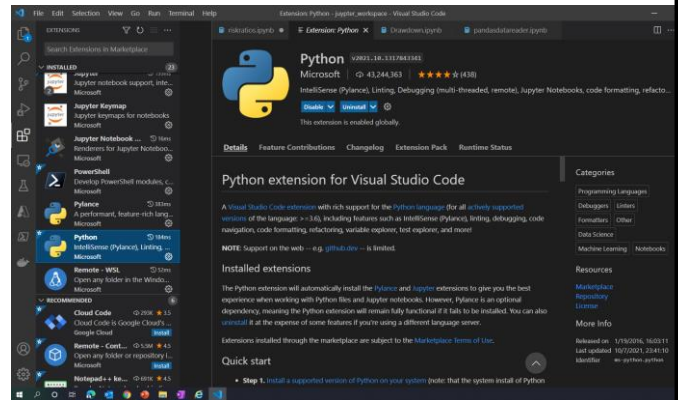 File Edit Selection View Go Run Terminal Help
Extension: Python - jupyter_workspace - Visual Studio Code
EXTENSIONS
riskratios.ipynb
Extension: Python
Drawdown.ipynb
pandasdatareader.ipynb
Search Extensions in Marketplace
INSTALLED
23
Jupyter
Jupyter notebook support, inte...
Microsoft
Jupyter Keymap
Jupyter keymaps for notebooks
Microsoft
Jupyter Notebook ... 16ms
Renderers for Jupyter Noteboo...
Microsoft
PowerShell
Develop PowerShell modules, c...
Microsoft
Pylance 383ms
A performant, feature-rich lang...
Microsoft
Python 184ms
IntelliSense (Pylance), Linting, ...
Microsoft
Remote - WSL 52ms
Open any folder in the Windo...
Microsoft
RECOMMENDED
6
Cloud Code 293K 3.5
Cloud Code is Google Cloud's ...
Google Cloud
Install
Remote - Cont... 5.5M 4.5
Open any folder or repository i...
Microsoft
Install
Notepad++ ke... 691K 4.5
Python v2021.10.1317843341
Microsoft 43,244,363 (438)
IntelliSense (Pylance), Linting, Debugging (multi-threaded, remote), Jupyter Notebooks, code formatting, refacto...
Disable Uninstall
This extension is enabled globally.
Details Feature Contributions Changelog Extension Pack Runtime Status
Python extension for Visual Studio Code
A Visual Studio Code extension with rich support for the Python language (for all actively supported
versions of the language: >=3.6), including features such as IntelliSense (Pylance), linting, debugging, code
navigation, code formatting, refactoring, variable explorer, test explorer, and more!
NOTE: Support on the web — e.g. github.dev — is limited.
Installed extensions
The Python extension will automatically install the Pylance and Jupyter extensions to give you the best
experience when working with Python files and Jupyter notebooks. However, Pylance is an optional
dependency, meaning the Python extension will remain fully functional if it fails to be installed. You can also
uninstall it at the expense of some features if you're using a different language server.
Extensions installed through the marketplace are subject to the Marketplace Terms of Use.
Quick start
• Step 1. Install a supported version of Python on your system (note: that the system install of Python
Categories
Programming Languages
Debuggers Linters
Formatters Other
Data Science
Machine Learning Notebooks
Resources
Marketplace
Repository
License
More Info
Released on 1/19/2016, 16:03:11
Last updated 10/7/2021, 23:41:10
Identifier ms-python.python